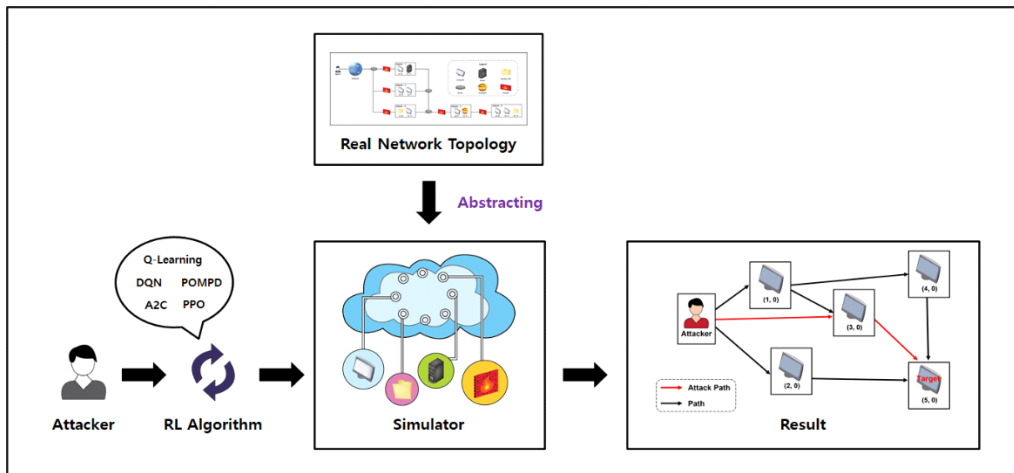 Real Network Topology
Abstracting
Q-Learning
DQN POMPD
A2C PPO
Attacker
RL Algorithm
Simulator
Attacker
(1, 0)
(4, 0)
(3, 0)
(2, 0)
Target
(5, 0)
Attack Path
Path
Result